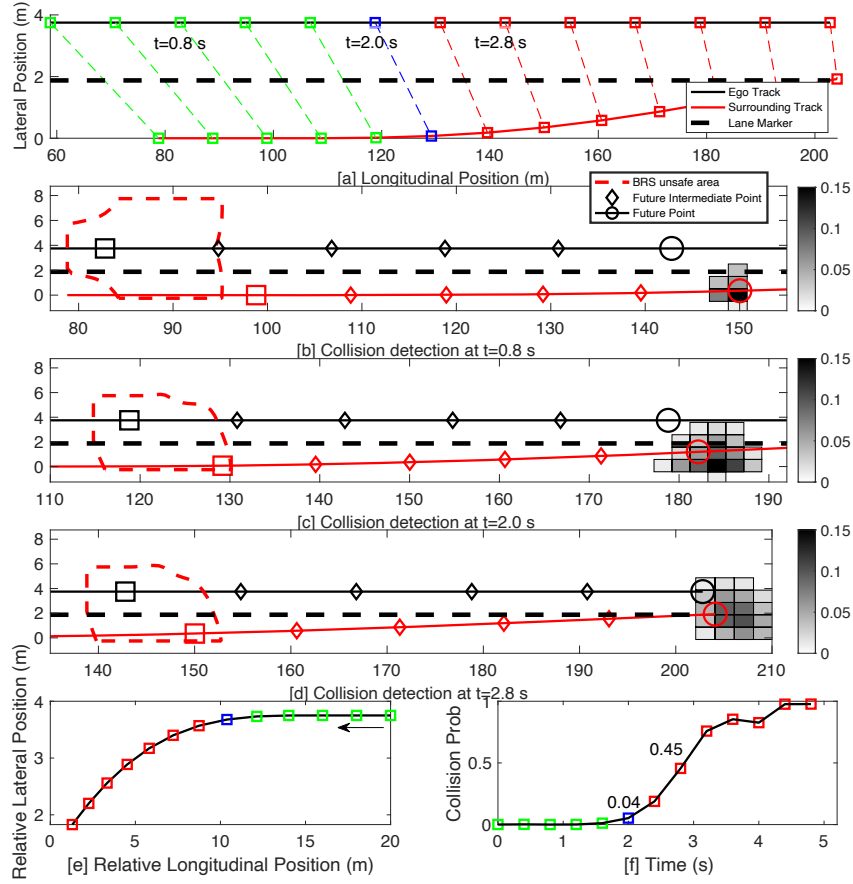 Lateral Position (m)
4
2
0
t=0.8 s
t=2.0 s
t=2.8 s
Ego Track
Surrounding Track
Lane Marker
60 80 100 120 140 160 180 200
[a] Longitudinal Position (m)
8
6
4
2
0
BRS unsafe area
Future Intermediate Point
Future Point
0.15
0.1
0.05
0
80 90 100 110 120 130 140 150
[b] Collision detection at t=0.8 s
8
6
4
2
0
0.15
0.1
0.05
0
110 120 130 140 150 160 170 180 190
[c] Collision detection at t=2.0 s
8
6
4
2
0
0.15
0.1
0.05
0
140 150 160 170 180 190 200 210
[d] Collision detection at t=2.8 s
Relative Lateral Position (m)
4
3
2
0 5 10 15 20
[e] Relative Longitudinal Position (m)
Collision Prob
1
0.5
0
0.45
0.04
0 1 2 3 4 5
[f] Time (s)